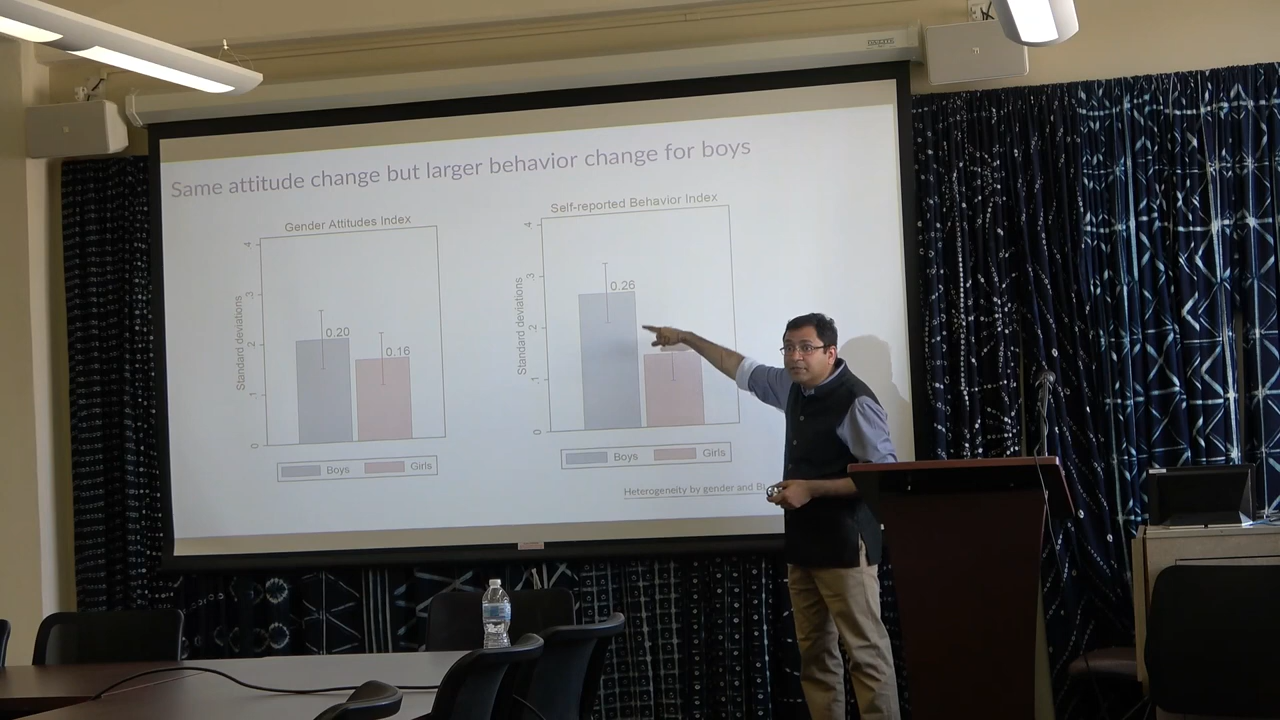 Same attitude change but larger behavior change for boys
Gender Attitudes Index
Standard deviations
.4
.3
.2
.1
0
0.20
0.16
Boys
Girls
Self-reported Behavior Index
Standard deviations
.4
.3
.2
.1
0
0.26
Boys
Girls
Heterogeneity by gender and